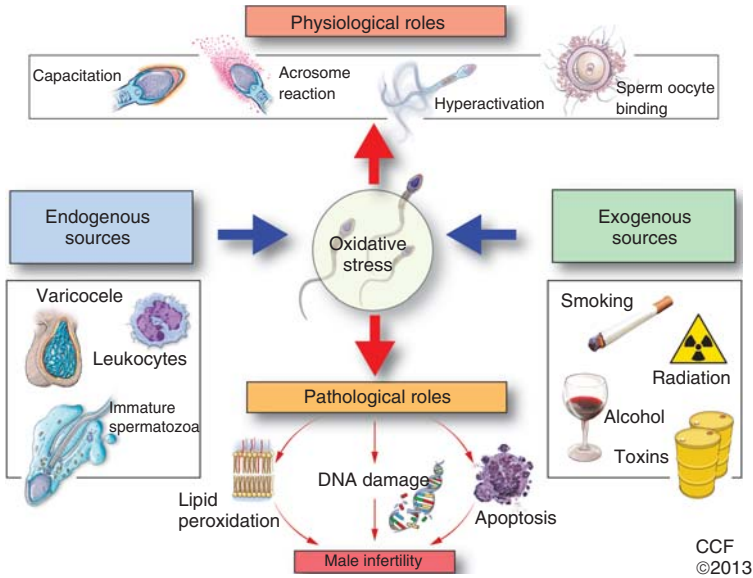 Physiological roles
Capacitation
Acrosome
reaction
Hyperactivation
Sperm oocyte
binding
Endogenous
sources
Oxidative
stress
Exogenous
sources
Varicocele
Leukocytes
Immature
spermatozoa
Smoking
Radiation
Alcohol
Toxins
Pathological roles
Lipid
peroxidation
DNA damage
Apoptosis
Male infertility
CCF
©2013